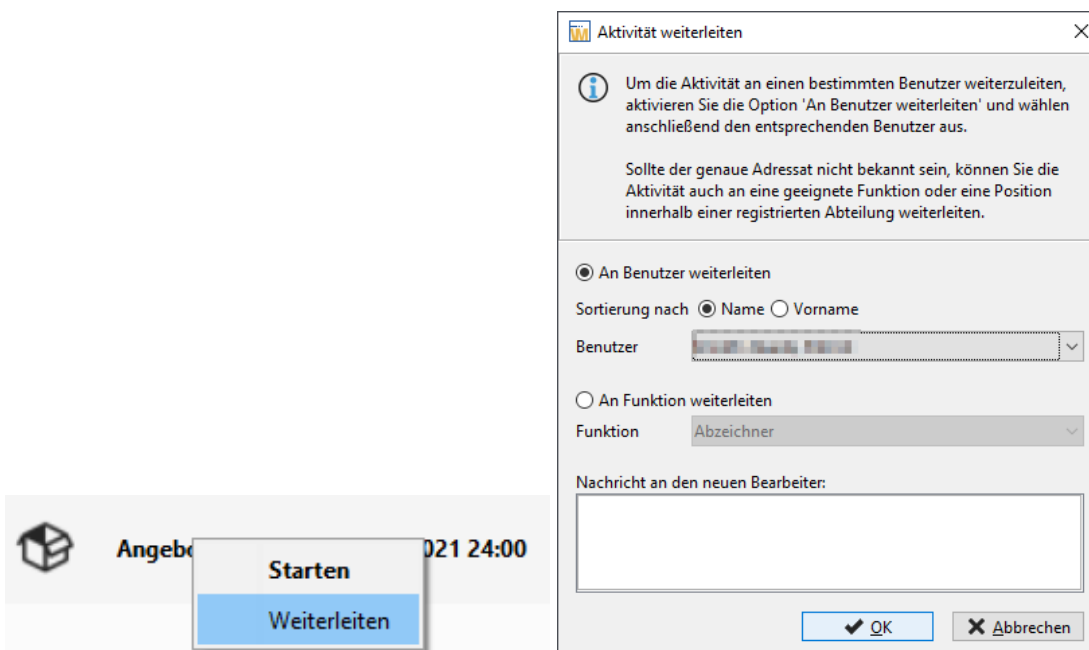 Angebo
021 24:00
Starten
Weiterleiten
Aktivität weiterleiten
Um die Aktivität an einen bestimmten Benutzer weiterzuleiten,
aktivieren Sie die Option 'An Benutzer weiterleiten' und wählen
anschließend den entsprechenden Benutzer aus.
Sollte der genaue Adressat nicht bekannt sein, können Sie die
Aktivität auch an eine geeignete Funktion oder eine Position
innerhalb einer registrierten Abteilung weiterleiten.
An Benutzer weiterleiten
Sortierung nach Name Vorname
Benutzer
An Funktion weiterleiten
Funktion Abzeichner
Nachricht an den neuen Bearbeiter:
OK Abbrechen